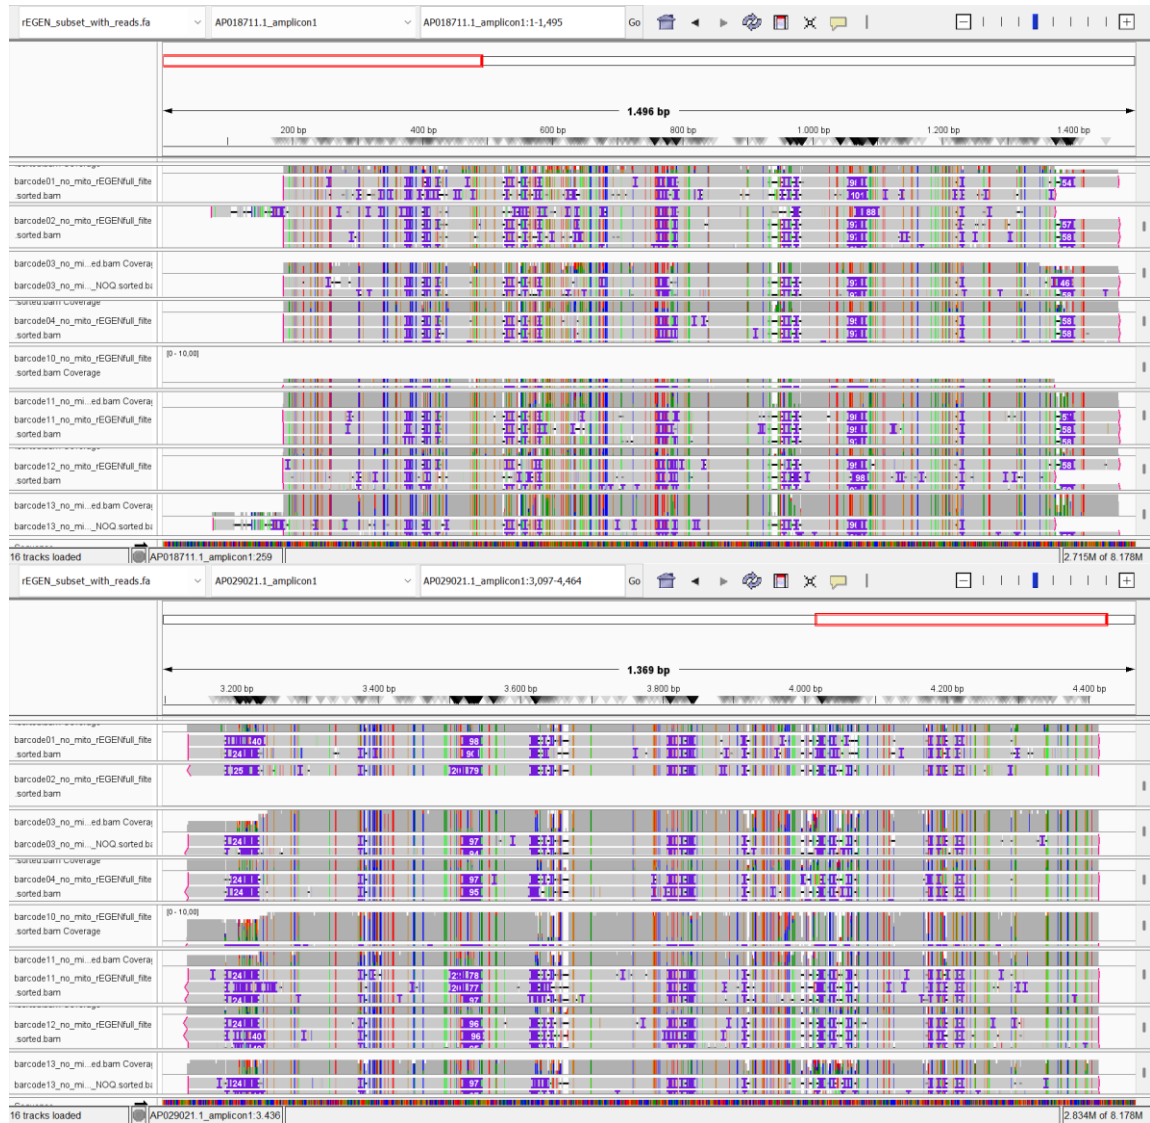 rEGEN_subset_with_reads.fa AP018711.1_amplicon1 AP018711.1_amplicon1:1-1,495 Go
1.496 bp
200 bp 400 bp 600 bp 800 bp 1.000 bp 1.200 bp 1.400 bp
barcode01_no_mito_rEGENfull_filte
.sorted.bam
barcode02_no_mito_rEGENfull_filte
.sorted.bam
barcode03_no_mi...ed.bam Coverag
barcode03_no_mi..._NOQ.sorted.ba
.sorted.bam Coverage
barcode04_no_mito_rEGENfull_filte
.sorted.bam
barcode10_no_mito_rEGENfull_filte [0 - 10,00]
.sorted.bam Coverage
barcode11_no_mi...ed.bam Coverag
barcode11_no_mito_rEGENfull_filte
.sorted.bam
barcode12_no_mito_rEGENfull_filte
.sorted.bam
barcode13_no_mi...ed.bam Coverag
barcode13_no_mi..._NOQ.sorted.ba
16 tracks loaded AP018711.1_amplicon1:259 2.715M of 8.178M
rEGEN_subset_with_reads.fa AP029021.1_amplicon1 AP029021.1_amplicon1:3,097-4,464 Go
1.369 bp
3.200 bp 3.400 bp 3.600 bp 3.800 bp 4.000 bp 4.200 bp 4.400 bp
barcode01_no_mito_rEGENfull_filte
.sorted.bam
barcode02_no_mito_rEGENfull_filte
.sorted.bam
barcode03_no_mi...ed.bam Coverag
barcode03_no_mi..._NOQ.sorted.ba
.sorted.bam Coverage
barcode04_no_mito_rEGENfull_filte
.sorted.bam
barcode10_no_mito_rEGENfull_filte [0 - 10,00]
.sorted.bam Coverage
barcode11_no_mi...ed.bam Coverag
barcode11_no_mito_rEGENfull_filte
.sorted.bam
barcode12_no_mito_rEGENfull_filte
.sorted.bam
barcode13_no_mi...ed.bam Coverag
barcode13_no_mi..._NOQ.sorted.ba
16 tracks loaded AP029021.1_amplicon1:3.436 2.834M of 8.178M